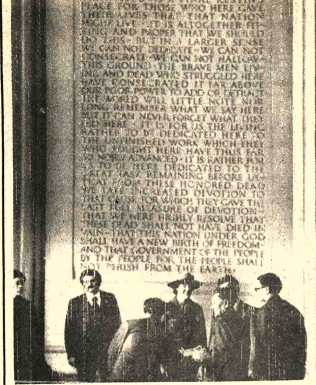 PLACE FOR THOSE WHO HERE GAVE
THEIR LIVES THAT THAT NATION
MIGHT LIVE · IT IS ALTOGETHER FIT-
TING AND PROPER THAT WE SHOULD
DO THIS · BUT IN A LARGER SENSE
WE CAN NOT DEDICATE~WE CAN NOT
CONSECRATE~WE CAN NOT HALLOW~
THIS GROUND · THE BRAVE MEN LIV-
ING AND DEAD WHO STRUGGLED HERE
HAVE CONSECRATED IT FAR ABOVE
OUR POOR POWER TO ADD OR DETRACT
THE WORLD WILL LITTLE NOTE NOR
LONG REMEMBER WHAT WE SAY HERE
BUT IT CAN NEVER FORGET WHAT THEY
DID HERE · IT IS FOR US THE LIVING
RATHER TO BE DEDICATED HERE TO
THE UNFINISHED WORK WHICH THEY
WHO FOUGHT HERE HAVE THUS FAR
SO NOBLY ADVANCED · IT IS RATHER FOR
US TO BE HERE DEDICATED TO THE
GREAT TASK REMAINING BEFORE US~
THAT FROM THESE HONORED DEAD
WE TAKE INCREASED DEVOTION TO
THAT CAUSE FOR WHICH THEY GAVE THE
LAST FULL MEASURE OF DEVOTION~
THAT WE HERE HIGHLY RESOLVE THAT
THESE DEAD SHALL NOT HAVE DIED IN
VAIN~THAT THIS NATION UNDER GOD
SHALL HAVE A NEW BIRTH OF FREEDOM~
AND THAT GOVERNMENT OF THE PEOPLE
BY THE PEOPLE FOR THE PEOPLE SHALL
NOT PERISH FROM THE EARTH ·